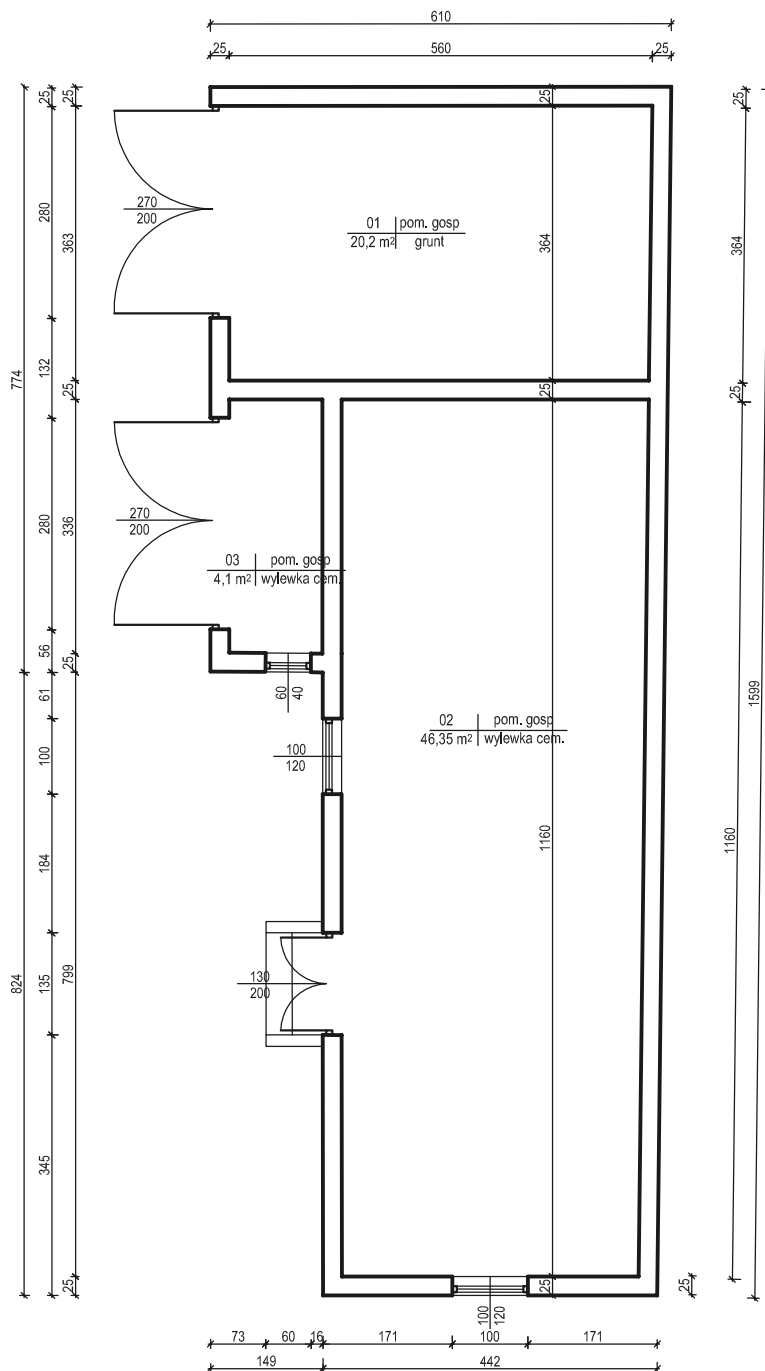 610
25 560 25
25 25 25 25
280
270
200
01 pom. gosp
20,2 m² grunt
363 364 364
774
132
25 25 25
270
200
280
336
03 pom. gosp
4,1 m² wylewka cem.
56
25
61
60
40
1599
02 pom. gosp
46,35 m² wylewka cem.
100
100
120
184
1160 1160
130
200
824 135 799
345
25 25 25
100
120
73 60 16 171 100 171
149 442